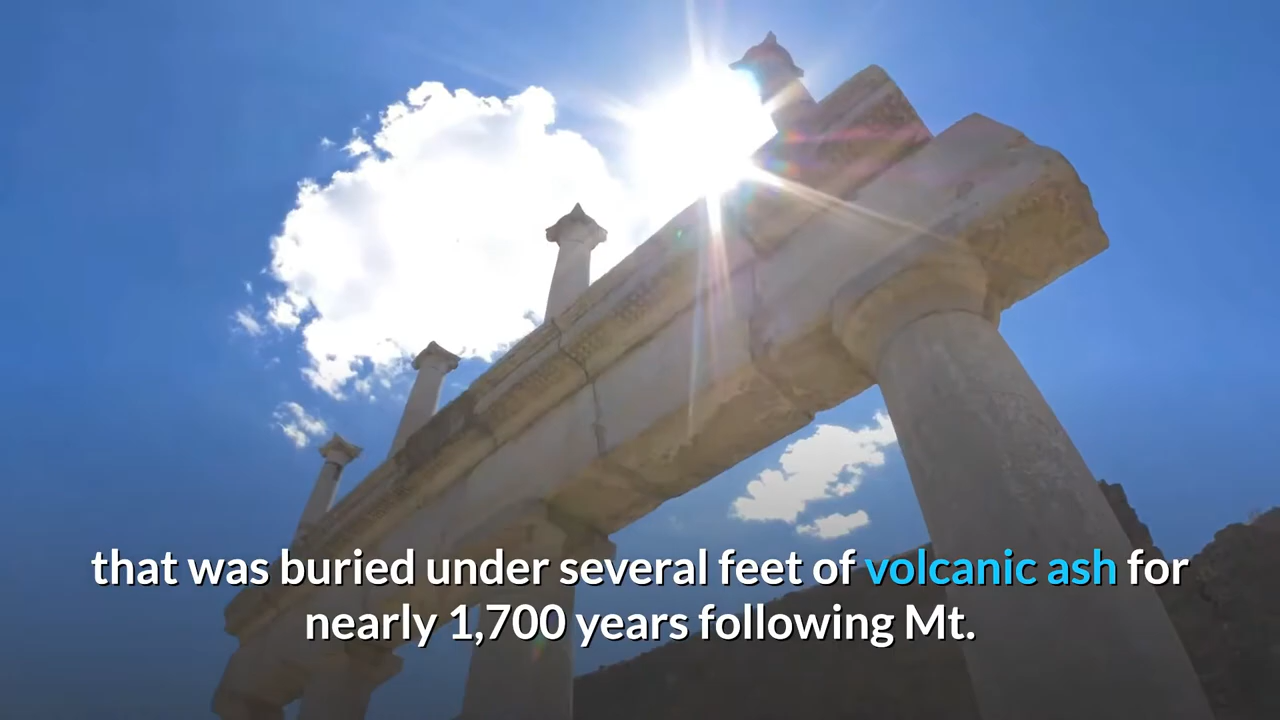 that was buried under several feet of volcanic ash for
nearly 1,700 years following Mt.